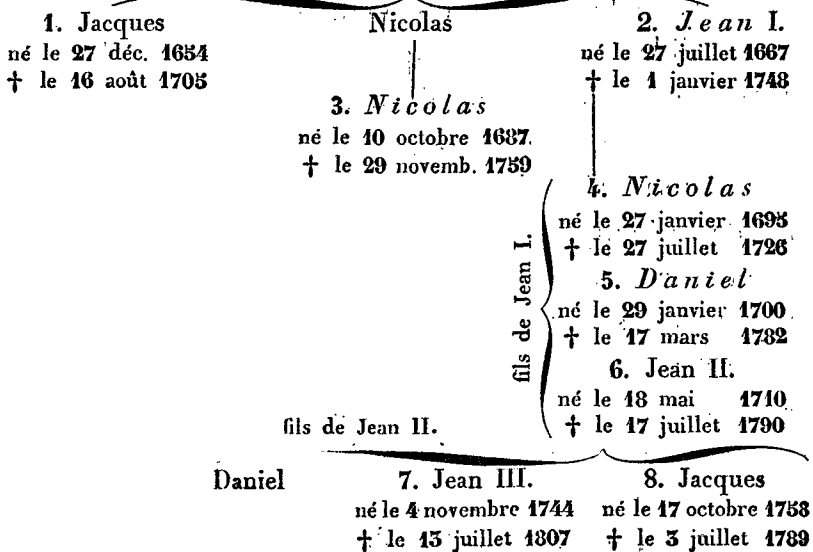 1. Jacques
né le 27 déc. 1654
† le 16 août 1705
Nicolas
2. Jean I.
né le 27 juillet 1667
† le 1 janvier 1748
3. Nicolas
né le 10 octobre 1687.
† le 29 novemb. 1759
fils de Jean I.
4. Nicolas
né le 27 janvier 1695
† le 27 juillet 1726
5. Daniel
né le 29 janvier 1700
† le 17 mars 1782
6. Jean II.
né le 18 mai 1710
† le 17 juillet 1790
fils de Jean II.
Daniel
7. Jean III.
né le 4 novembre 1744
† le 13 juillet 1807
8. Jacques
né le 17 octobre 1758
† le 3 juillet 1789